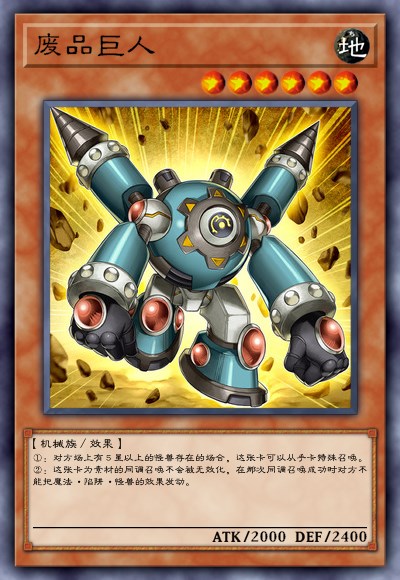 废品巨人
地
【机械族／效果】
①：对方场上有５星以上的怪兽存在的场合，这张卡可以从手卡特殊召唤。
②：这张卡为素材的同调召唤不会被无效化，在那次同调召唤成功时对方不
能把魔法·陷阱·怪兽的效果发动。
ATK/2000 DEF/2400